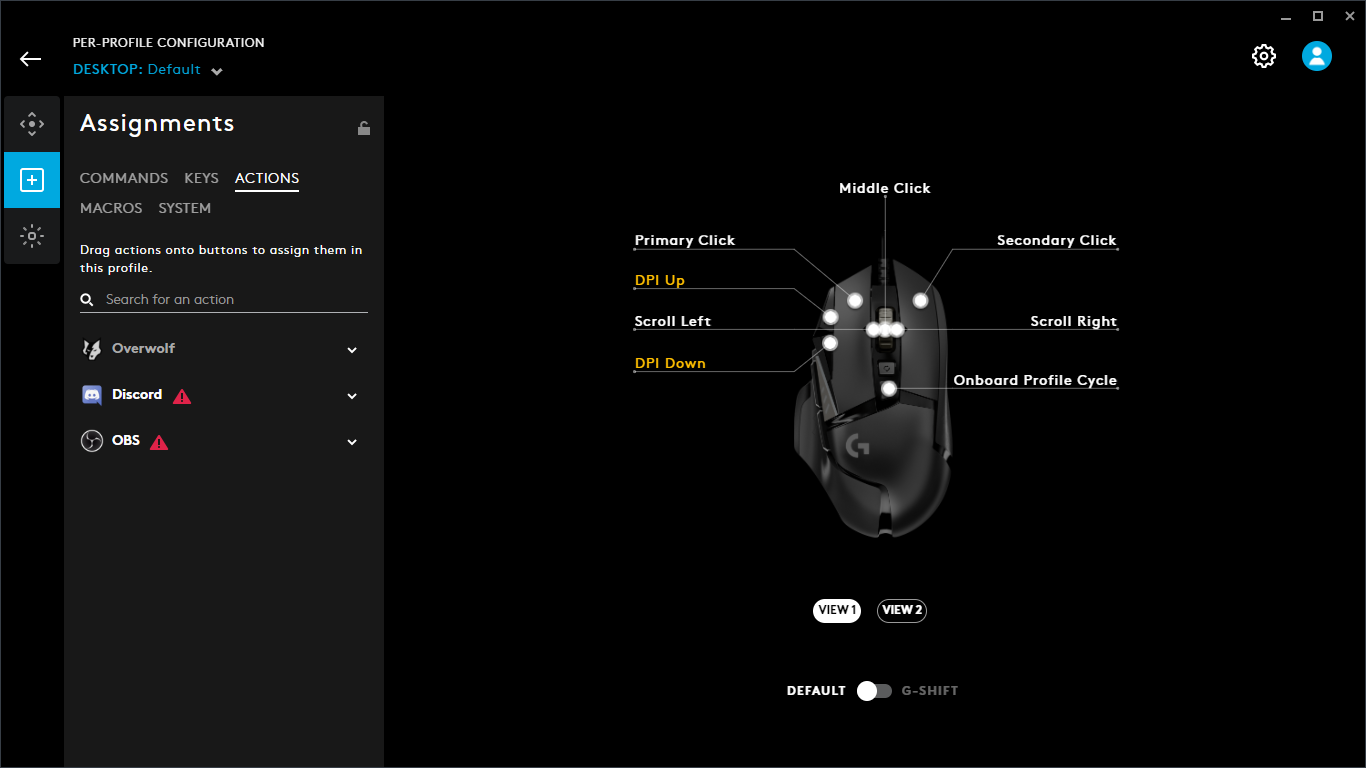 PER-PROFILE CONFIGURATION
DESKTOP: Default
Assignments
COMMANDS KEYS ACTIONS
MACROS SYSTEM
Drag actions onto buttons to assign them in
this profile.
Search for an action
Overwolf
Discord
OBS
Middle Click
Primary Click
Secondary Click
DPI Up
Scroll Left
Scroll Right
DPI Down
Onboard Profile Cycle
VIEW 1 VIEW 2
DEFAULT G-SHIFT